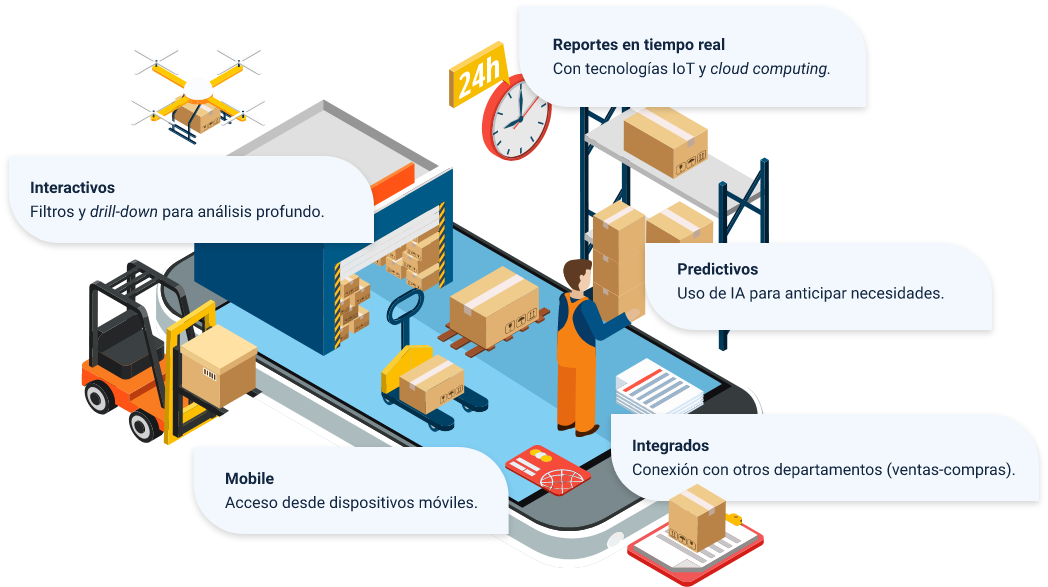 Reportes en tiempo real
Con tecnologías IoT y cloud computing.
24h
Interactivos
Filtros y drill-down para análisis profundo.
Predictivos
Uso de IA para anticipar necesidades.
Integrados
Conexión con otros departamentos (ventas-compras).
Mobile
Acceso desde dispositivos móviles.